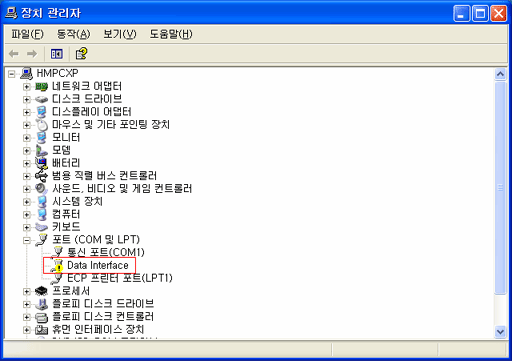 장치 관리자
파일(F) 동작(A) 보기(V) 도움말(H)
HMPCXP
네트워크 어댑터
디스크 드라이브
디스플레이 어댑터
마우스 및 기타 포인팅 장치
모니터
모뎀
배터리
범용 직렬 버스 컨트롤러
사운드, 비디오 및 게임 컨트롤러
시스템 장치
컴퓨터
키보드
포트 (COM 및 LPT)
통신 포트(COM1)
Data Interface
ECP 프린터 포트(LPT1)
프로세서
플로피 디스크 드라이브
플로피 디스크 컨트롤러
휴먼 인터페이스 장치